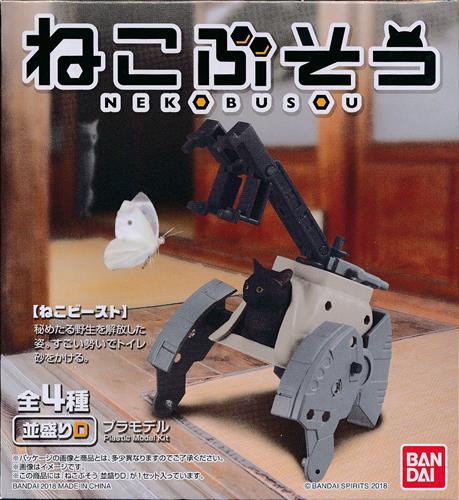 ねこぶそう
NEKOBUSOU
【ねこビースト】
秘めたる野生を解放した
姿。すごい勢いでトイレ
砂をかける。
全4種
並盛りD プラモデル
Plastic Model Kit
※パッケージの画像と商品とは、多少異なりますのでご了承ください。
※画像はイメージです。
※この商品には「ねこぶそう 並盛りD」が1セット入っています。
BANDAI 2018 MADE IN CHINA
©BANDAI SPIRITS 2018
BAN
DAI